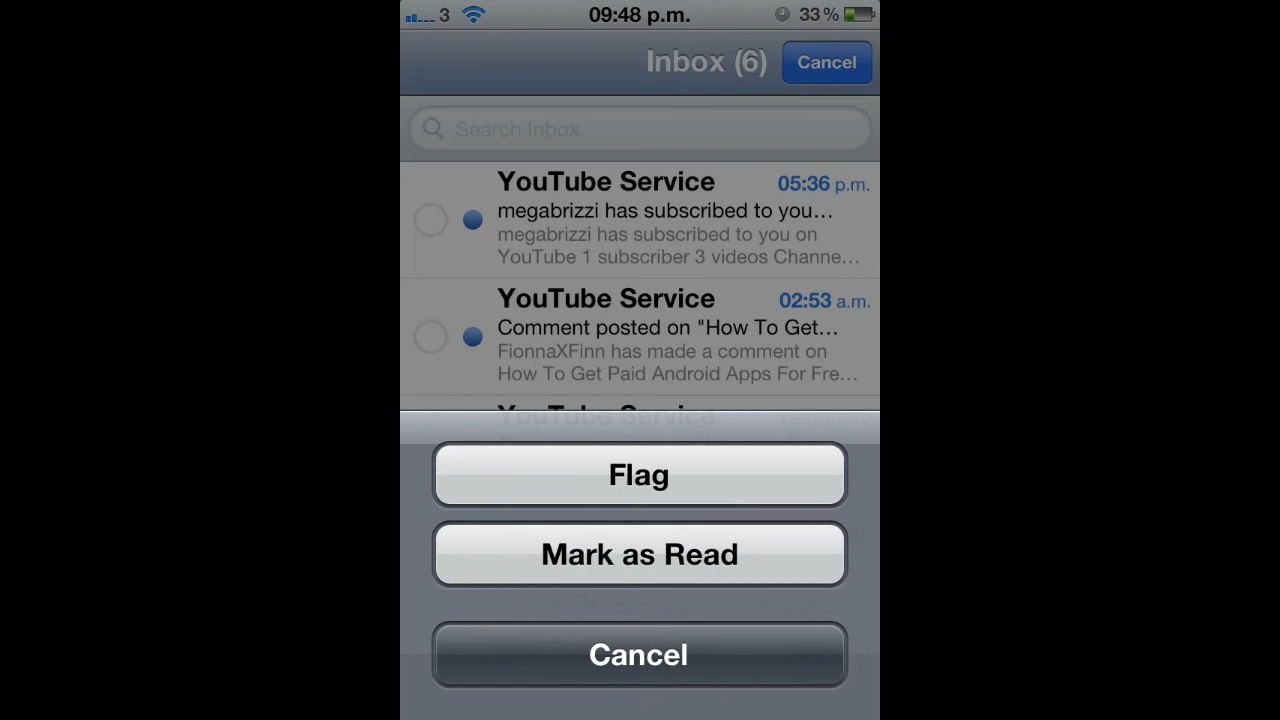 3 09:48 p.m. 33 %
Inbox (6) Cancel
Search Inbox
YouTube Service 05:36 p.m.
megabrizzi has subscribed to you...
megabrizzi has subscribed to you on
YouTube 1 subscriber 3 videos Channe...
YouTube Service 02:53 a.m.
Comment posted on "How To Get...
FionnaXFinn has made a comment on
How To Get Paid Android Apps For Fre...
YouTube Service Yesterday
Flag
Mark as Read
Cancel